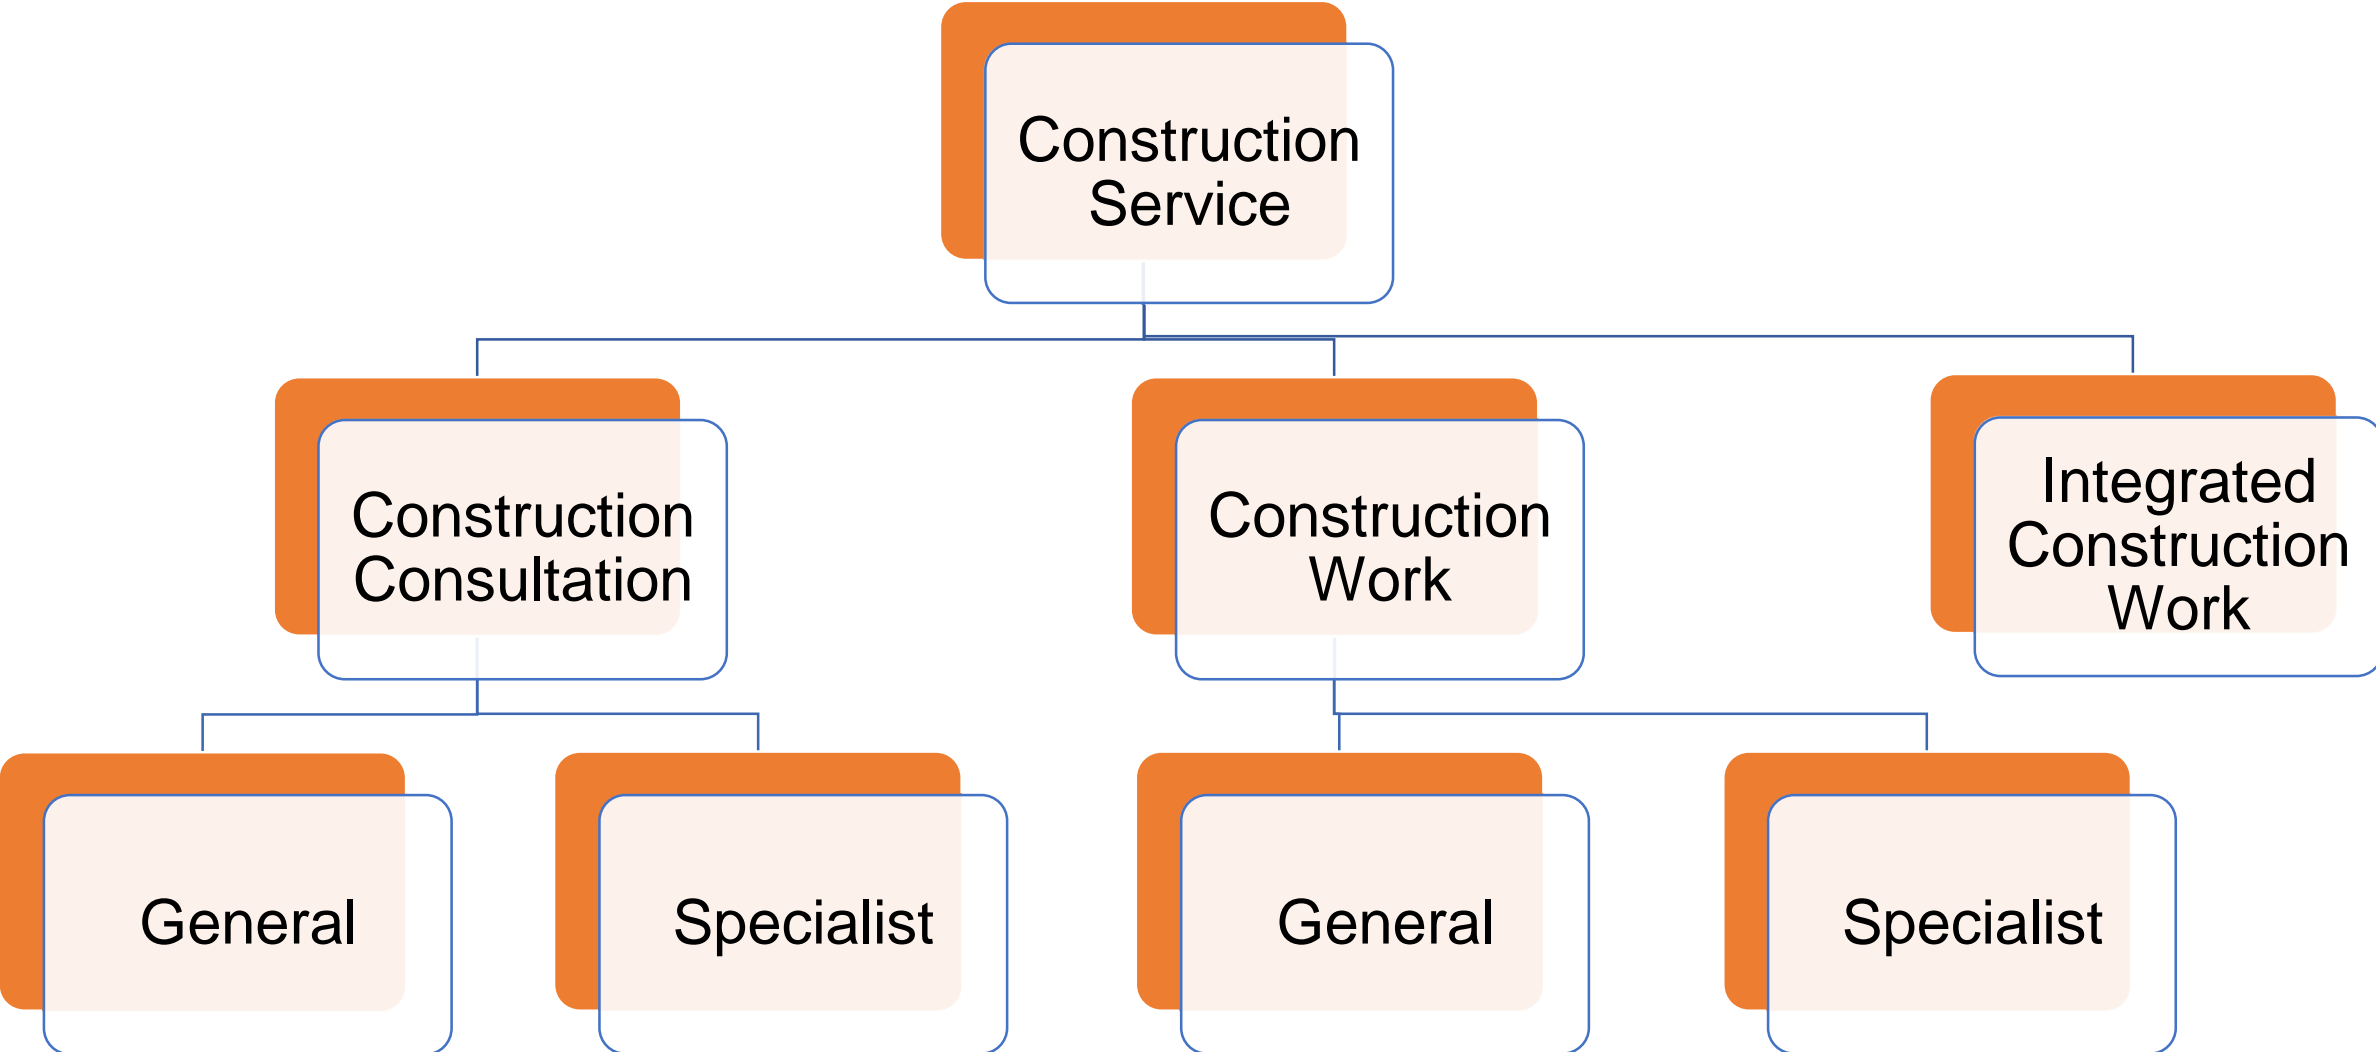 Construction
Service
Construction
Consultation
Construction
Work
Integrated
Construction
Work
General
Specialist
General
Specialist